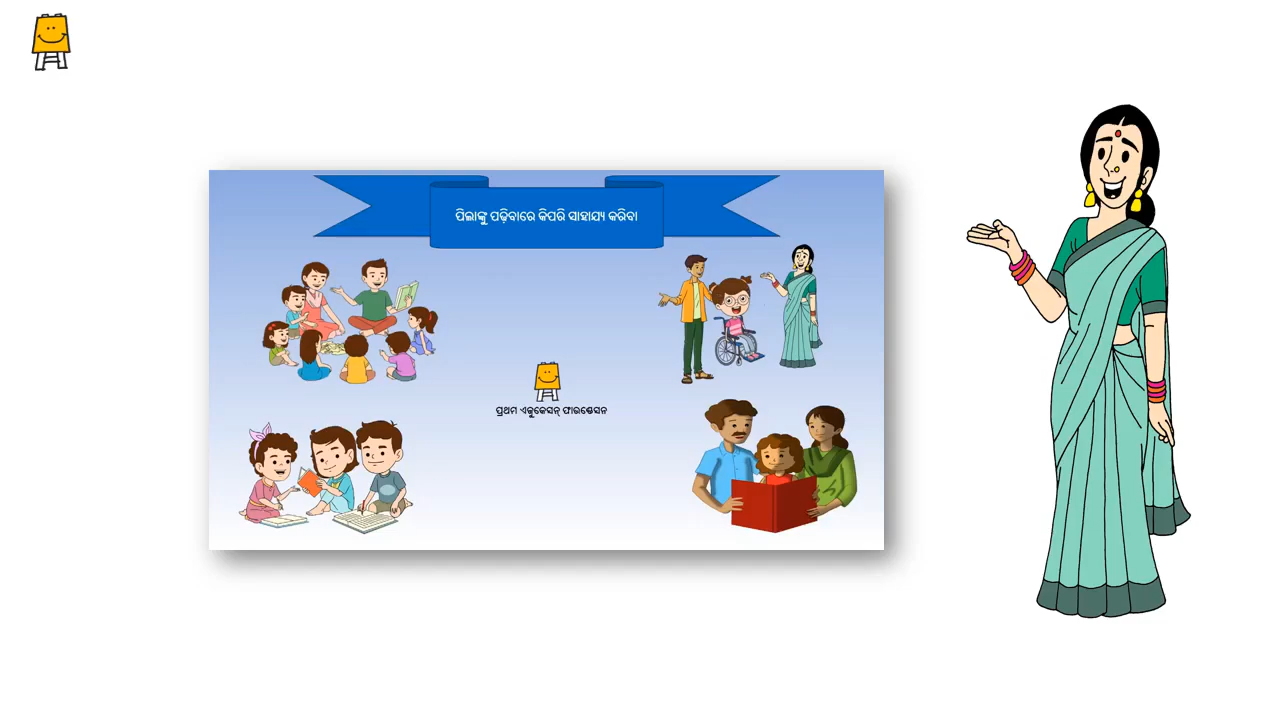 ପିଲାଙ୍କୁ ପଢ଼ିବାରେ କିପରି ସାହାଯ୍ୟ କରିବା
ପ୍ରଥମ ଏଜୁକେସନ୍ ଫାଉଣ୍ଡେସନ